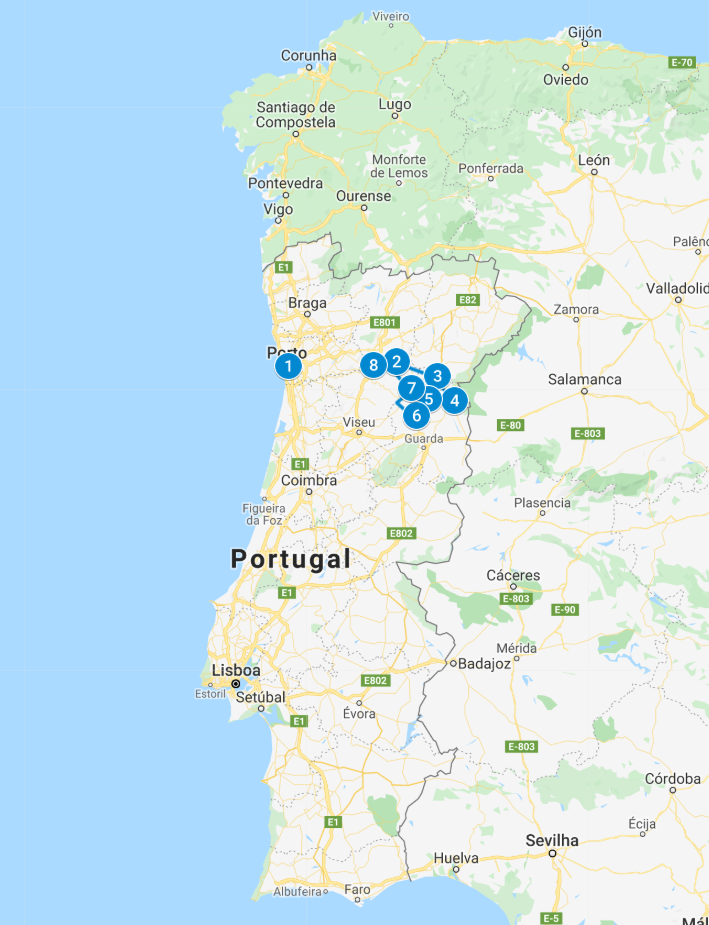 Viveiro
Gijón
Corunha
E-70
Oviedo
Santiago de
Compostela
Lugo
Monforte
de Lemos
Ponferrada
León
Pontevedra
Ourense
Vigo
Palênc
E1
Valladolid
Braga
E82
Zamora
E801
Porto
1
8
2
3
7
5
4
6
Salamanca
Viseu
E-80
E-803
Guarda
E1
Coimbra
Figueira
da Foz
Plasencia
E802
Portugal
Cáceres
E1
E-803
E-90
Mérida
Badajoz
Lisboa
Estoril
Setúbal
E802
Évora
E1
E-803
Córdoba
E1
Écija
Sevilha
Huelva
Albufeira
Faro
E-5
Mál